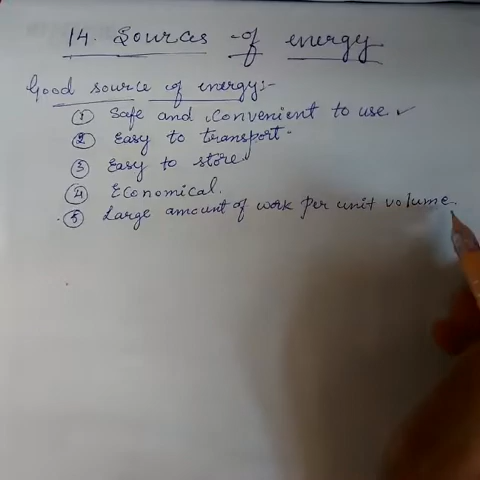 14. Sources of energy
Good source of energy:-
① Safe and convenient to use ✓
② Easy to transport.
③ Easy to store
④ Economical.
⑤ Large amount of work per unit volume.